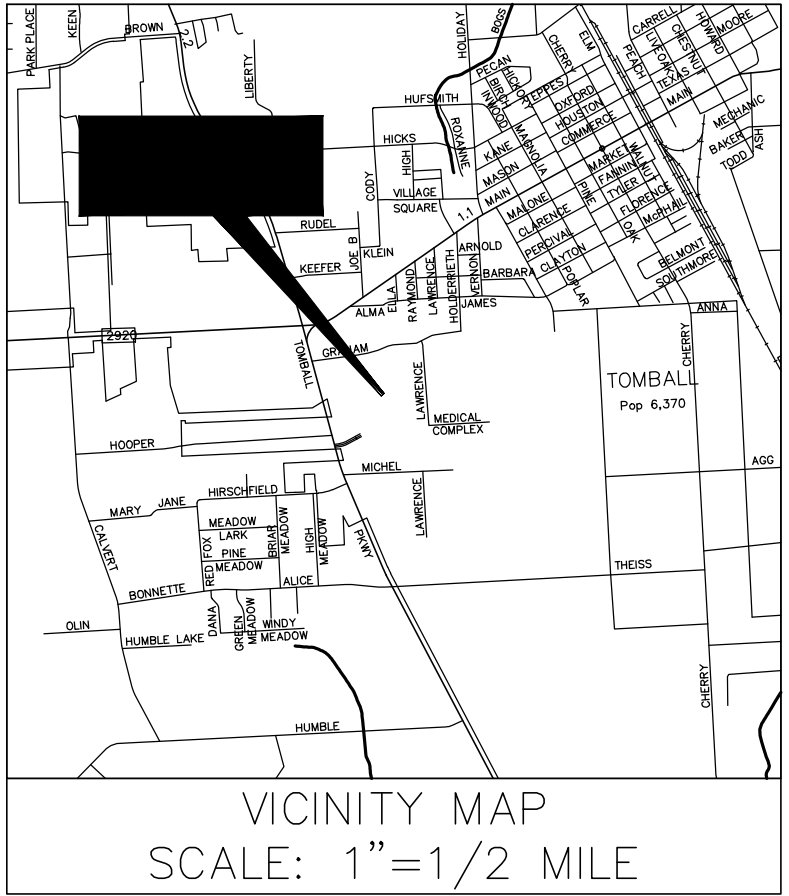 PARK PLACE
KEEN
BROWN
2.2
LIBERTY
HOLIDAY
BOGS
CHERRY
ELM
PEACH
CARRELL
LIVEOAK
CHESTNUT
HOWARD
MOORE
TEXAS
MAIN
PECAN
HICKORY
BIRCH
INWOOD
EPPES
OXFORD
HOUSTON
COMMERCE
MECHANIC
BAKER
TODD
ASH
HUFSMITH
ROXANNE
MAGNOLIA
HICKS
HIGH
CODY
KANE
MASON
MAIN
MARKET
WALNUT
FANNIN
TYLER
FLORENCE
McPHAIL
PINE
OAK
VILLAGE
SQUARE
1.1
MALONE
CLARENCE
PERCIVAL
CLAYTON
POPLAR
BELMONT
SOUTHMORE
RUDEL
JOE B
KLEIN
KEEFER
ARNOLD
BARBARA
VERNON
JAMES
ALMA
ELLA
RAYMOND
LAWRENCE
HOLDERRIETH
ANNA
2920
TOMBALL
GRAHAM
LAWRENCE
CHERRY
TOMBALL
Pop 6,370
MEDICAL
COMPLEX
HOOPER
MICHEL
AGG
LAWRENCE
MARY JANE
HIRSCHFIELD
CALVERT
MEADOW
LARK
PINE
MEADOW
RED FOX
BRIAR
MEADOW
HIGH
MEADOW
PKWY
ALICE
THEISS
BONNETTE
OLIN
HUMBLE LAKE
DANA
GREEN
MEADOW
WINDY
MEADOW
CHERRY
HUMBLE
VICINITY MAP
SCALE: 1"=1/2 MILE